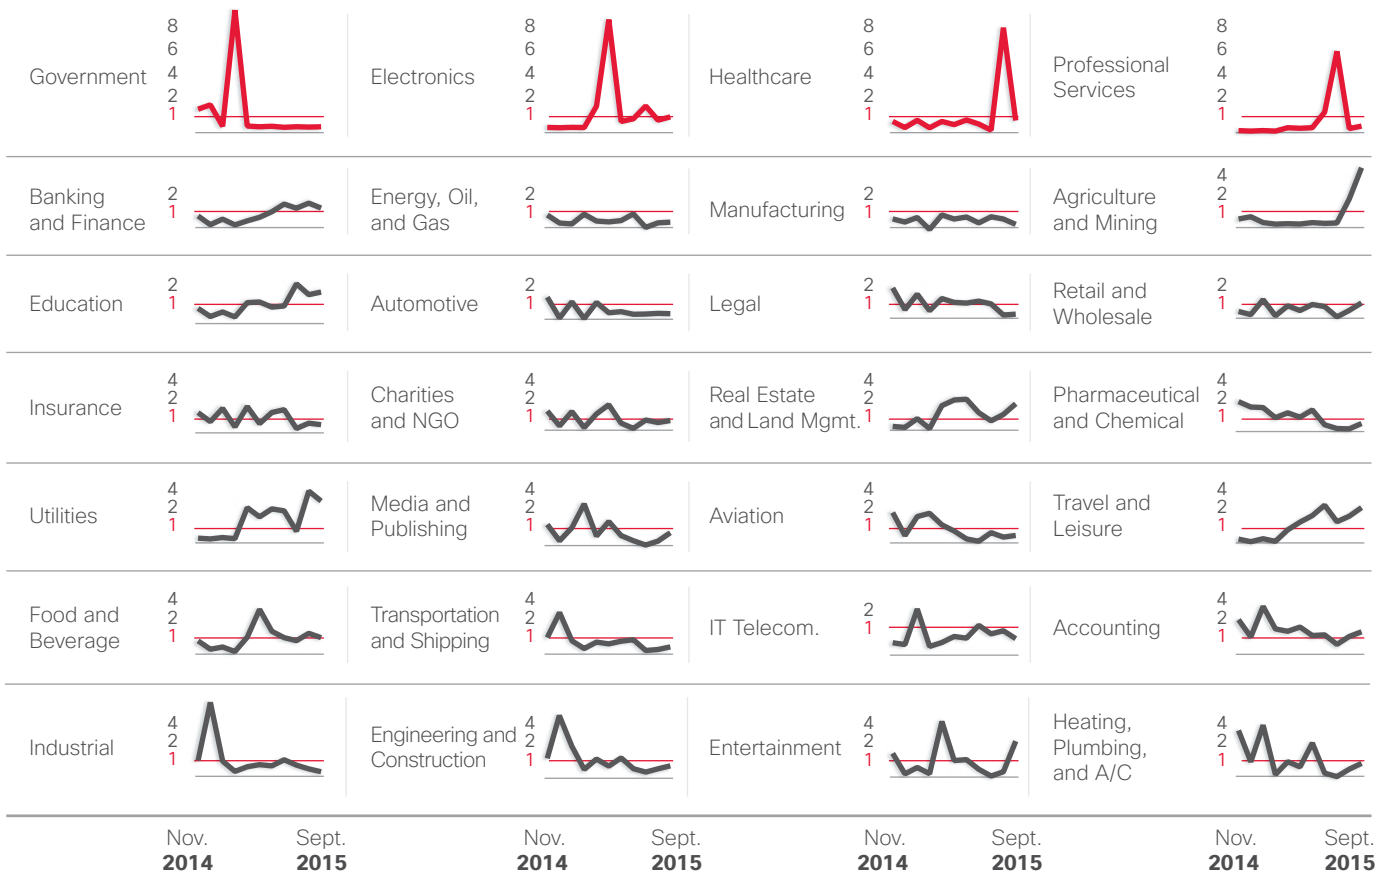 Government
8
6
4
2
1
Electronics
8
6
4
2
1
Healthcare
8
6
4
2
1
Professional
Services
8
6
4
2
1
Banking
and Finance
2
1
Energy, Oil,
and Gas
2
1
Manufacturing
2
1
Agriculture
and Mining
4
2
1
Education
2
1
Automotive
2
1
Legal
2
1
Retail and
Wholesale
2
1
Insurance
4
2
1
Charities
and NGO
4
2
1
Real Estate
and Land Mgmt.
4
2
1
Pharmaceutical
and Chemical
4
2
1
Utilities
4
2
1
Media and
Publishing
4
2
1
Aviation
4
2
1
Travel and
Leisure
4
2
1
Food and
Beverage
4
2
1
Transportation
and Shipping
4
2
1
IT Telecom.
2
1
Accounting
4
2
1
Industrial
4
2
1
Engineering and
Construction
4
2
1
Entertainment
4
2
1
Heating,
Plumbing,
and A/C
4
2
1
Nov.
2014
Sept.
2015
Nov.
2014
Sept.
2015
Nov.
2014
Sept.
2015
Nov.
2014
Sept.
2015